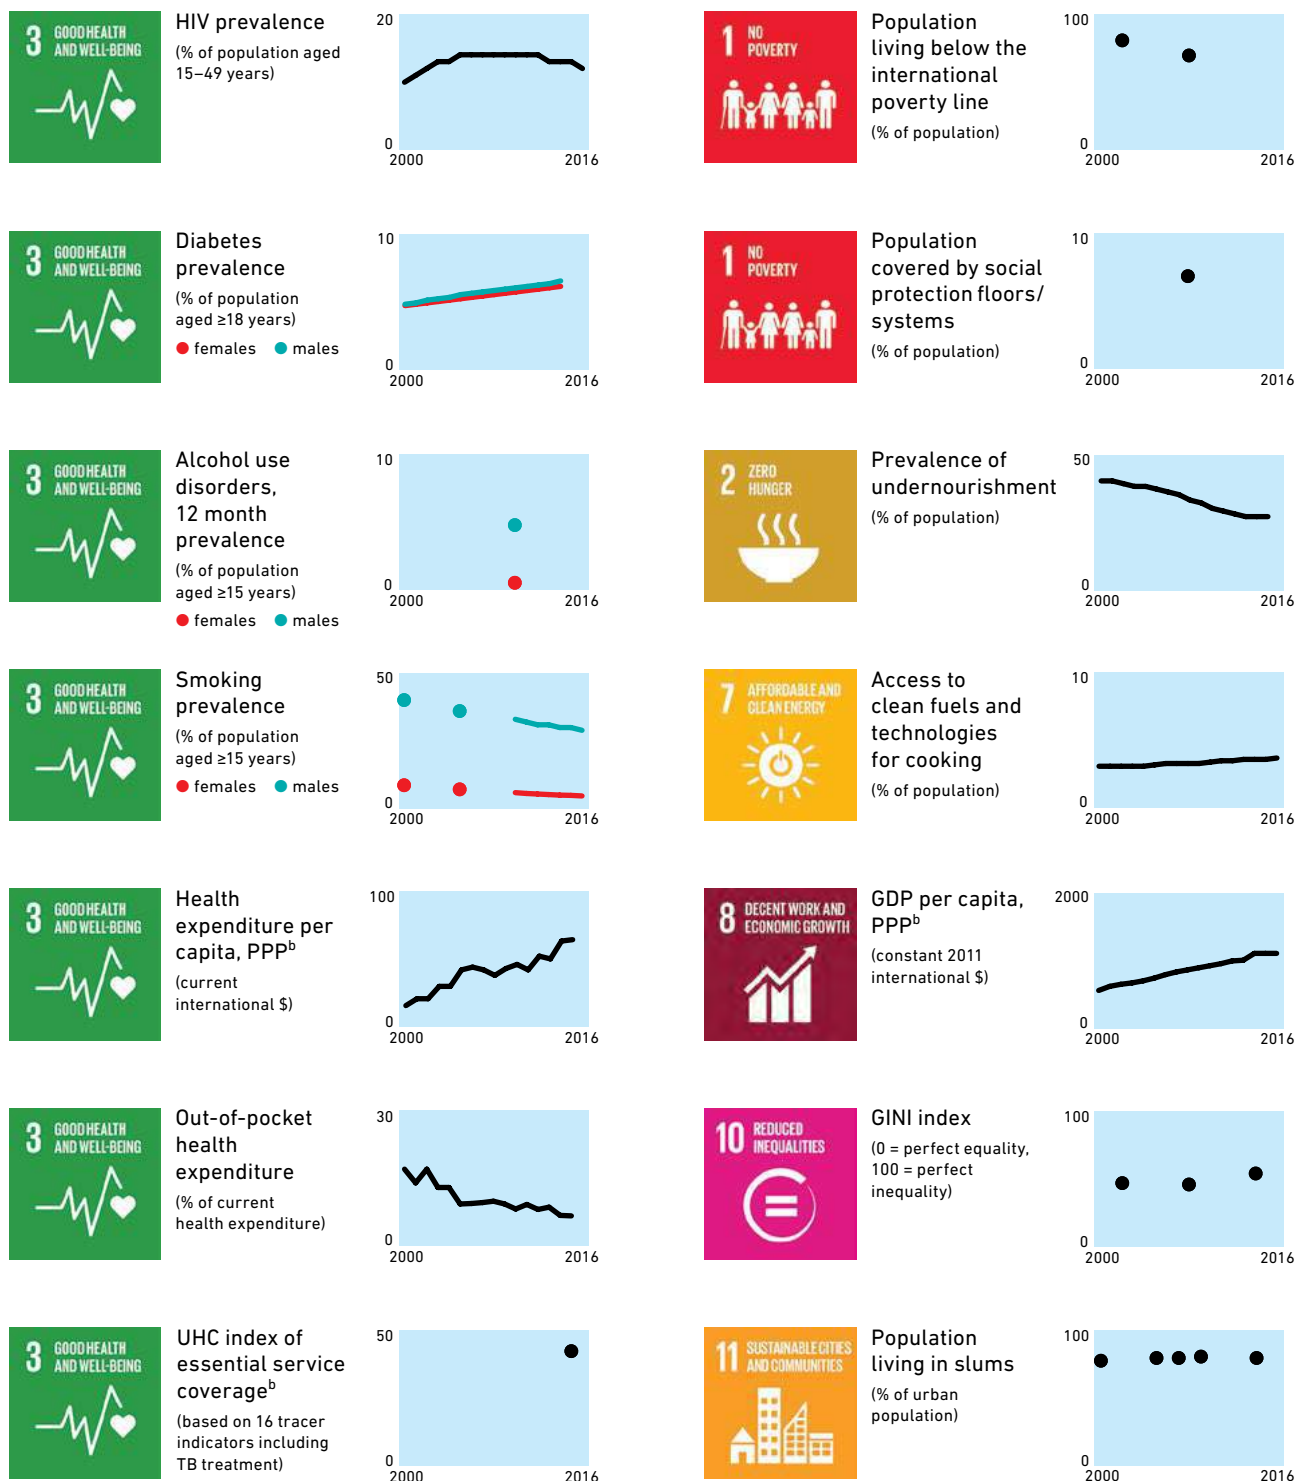 3 GOOD HEALTH
AND WELL-BEING
HIV prevalence
(% of population aged
15–49 years)
20
0
2000 2016
3 GOOD HEALTH
AND WELL-BEING
Diabetes
prevalence
(% of population
aged ≥18 years)
females males
10
0
2000 2016
3 GOOD HEALTH
AND WELL-BEING
Alcohol use
disorders,
12 month
prevalence
(% of population
aged ≥15 years)
females males
10
0
2000 2016
3 GOOD HEALTH
AND WELL-BEING
Smoking
prevalence
(% of population
aged ≥15 years)
females males
50
0
2000 2016
3 GOOD HEALTH
AND WELL-BEING
Health
expenditure per
capita, PPPb
(current
international $)
100
0
2000 2016
3 GOOD HEALTH
AND WELL-BEING
Out-of-pocket
health
expenditure
(% of current
health expenditure)
30
0
2000 2016
3 GOOD HEALTH
AND WELL-BEING
UHC index of
essential service
coverageb
(based on 16 tracer
indicators including
TB treatment)
50
0
2000 2016
1 NO
POVERTY
Population
living below the
international
poverty line
(% of population)
100
0
2000 2016
1 NO
POVERTY
Population
covered by social
protection floors/
systems
(% of population)
10
0
2000 2016
2 ZERO
HUNGER
Prevalence of
undernourishment
(% of population)
50
0
2000 2016
7 AFFORDABLE AND
CLEAN ENERGY
Access to
clean fuels and
technologies
for cooking
(% of population)
10
0
2000 2016
8 DECENT WORK AND
ECONOMIC GROWTH
GDP per capita,
PPPb
(constant 2011
international $)
2000
0
2000 2016
10 REDUCED
INEQUALITIES
GINI index
(0 = perfect equality,
100 = perfect
inequality)
100
0
2000 2016
11 SUSTAINABLE CITIES
AND COMMUNITIES
Population
living in slums
(% of urban
population)
100
0
2000 2016